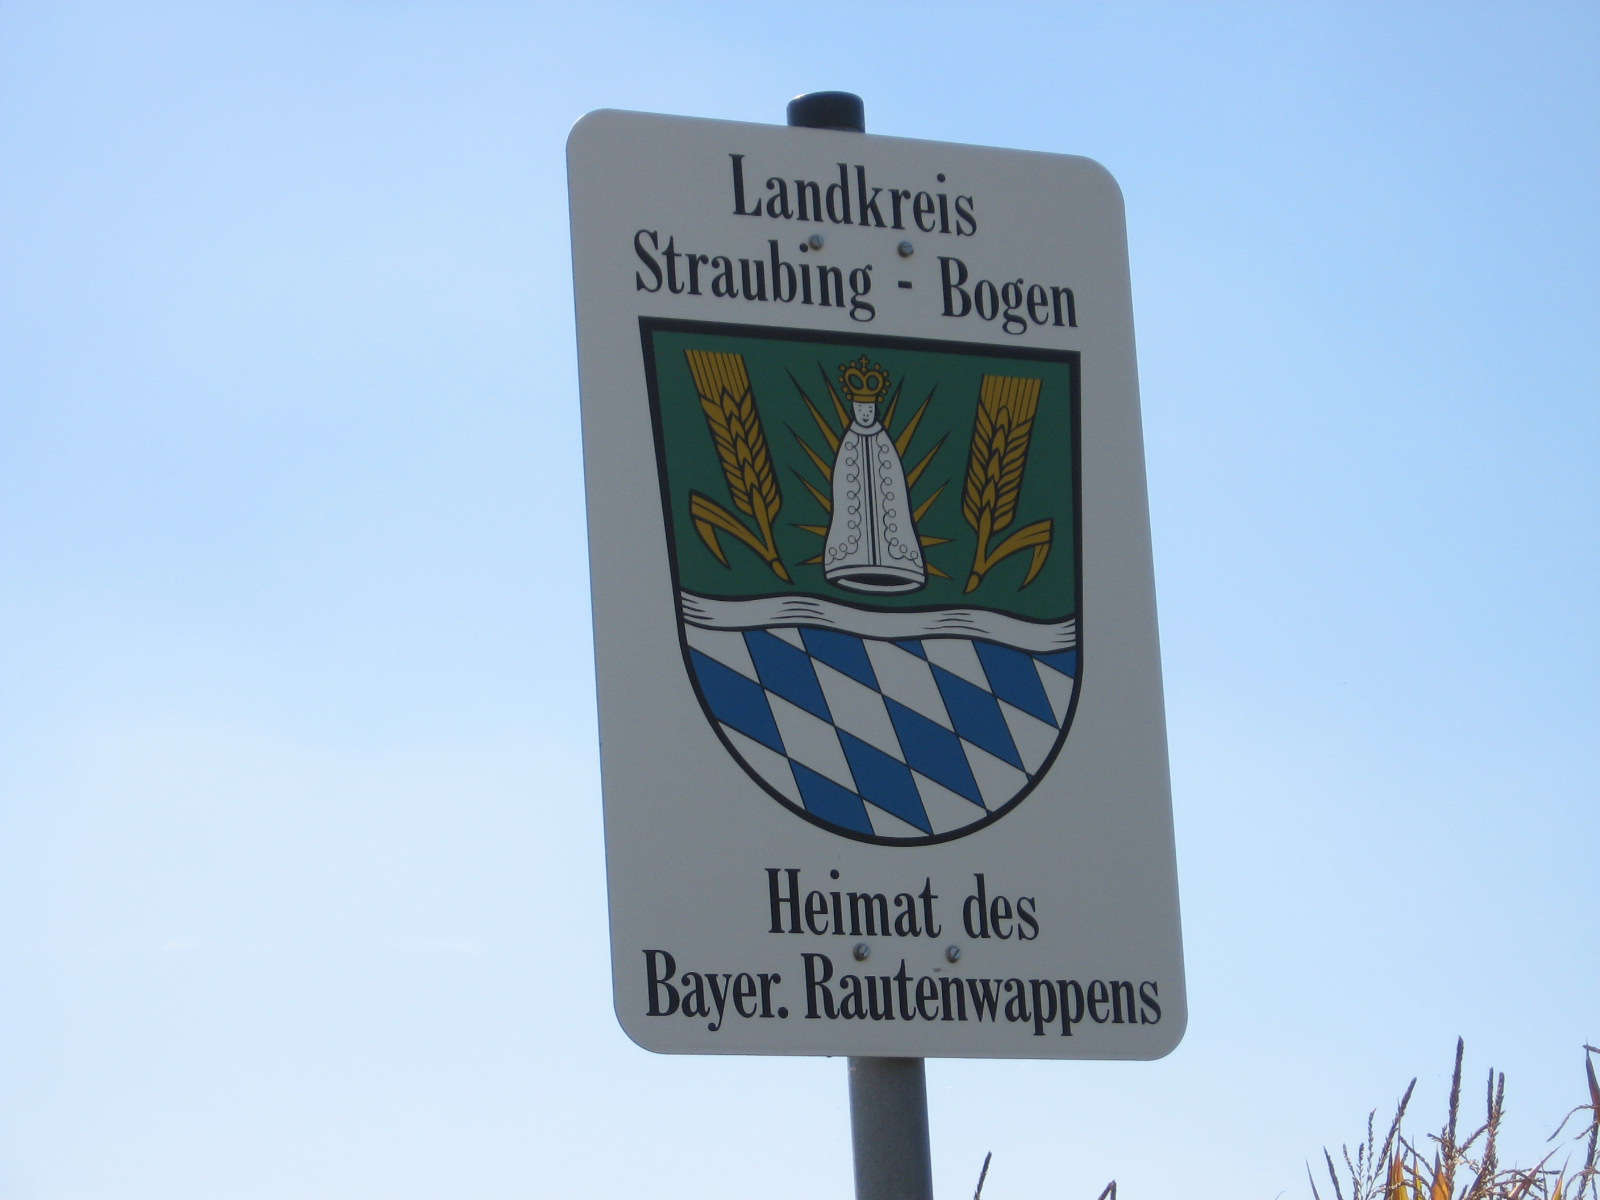 Landkreis
Straubing - Bogen
Heimat des
Bayer. Rautenwappens